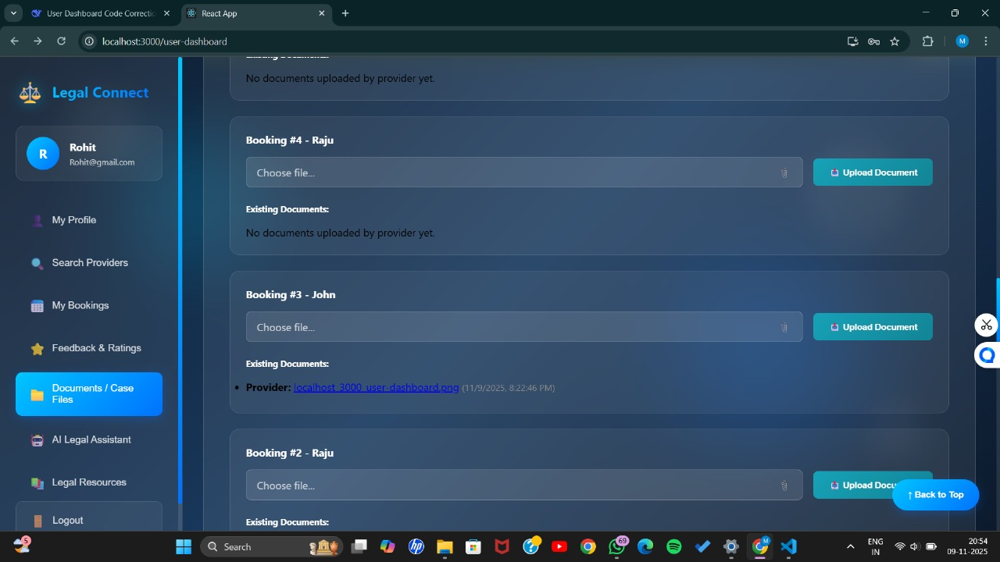 User Dashboard Code Correctio
React App
localhost:3000/user-dashboard
M
Legal Connect
R
Rohit
Rohit@gmail.com
My Profile
Search Providers
My Bookings
Feedback & Ratings
Documents / Case
Files
AI Legal Assistant
Legal Resources
Logout
Existing Documents:
No documents uploaded by provider yet.
Booking #4 - Raju
Choose file...
Upload Document
Existing Documents:
No documents uploaded by provider yet.
Booking #3 - John
Choose file...
Upload Document
Existing Documents:
• Provider: localhost_3000_user-dashboard.png (11/9/2025, 8:22:46 PM)
Booking #2 - Raju
Choose file...
Upload Docu
↑ Back to Top
Existing Documents:
5
Search
69
M
ENG
IN
20:54
09-11-2025